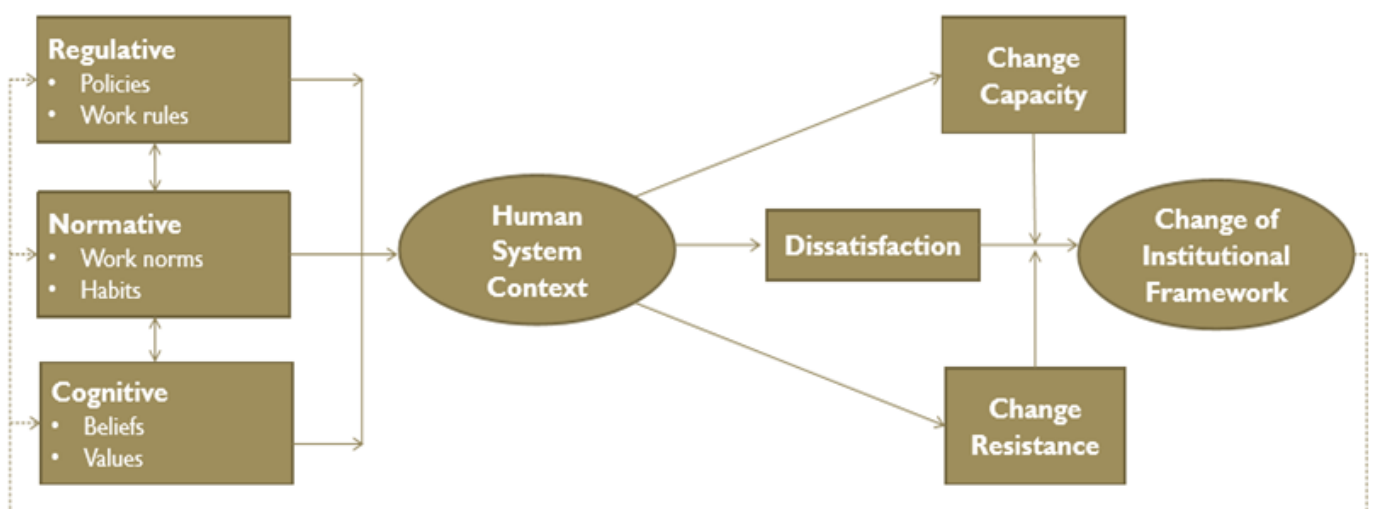 Regulative
• Policies
• Work rules
Normative
• Work norms
• Habits
Cognitive
• Beliefs
• Values
Human
System
Context
Change
Capacity
Dissatisfaction
Change
Resistance
Change of
Institutional
Framework